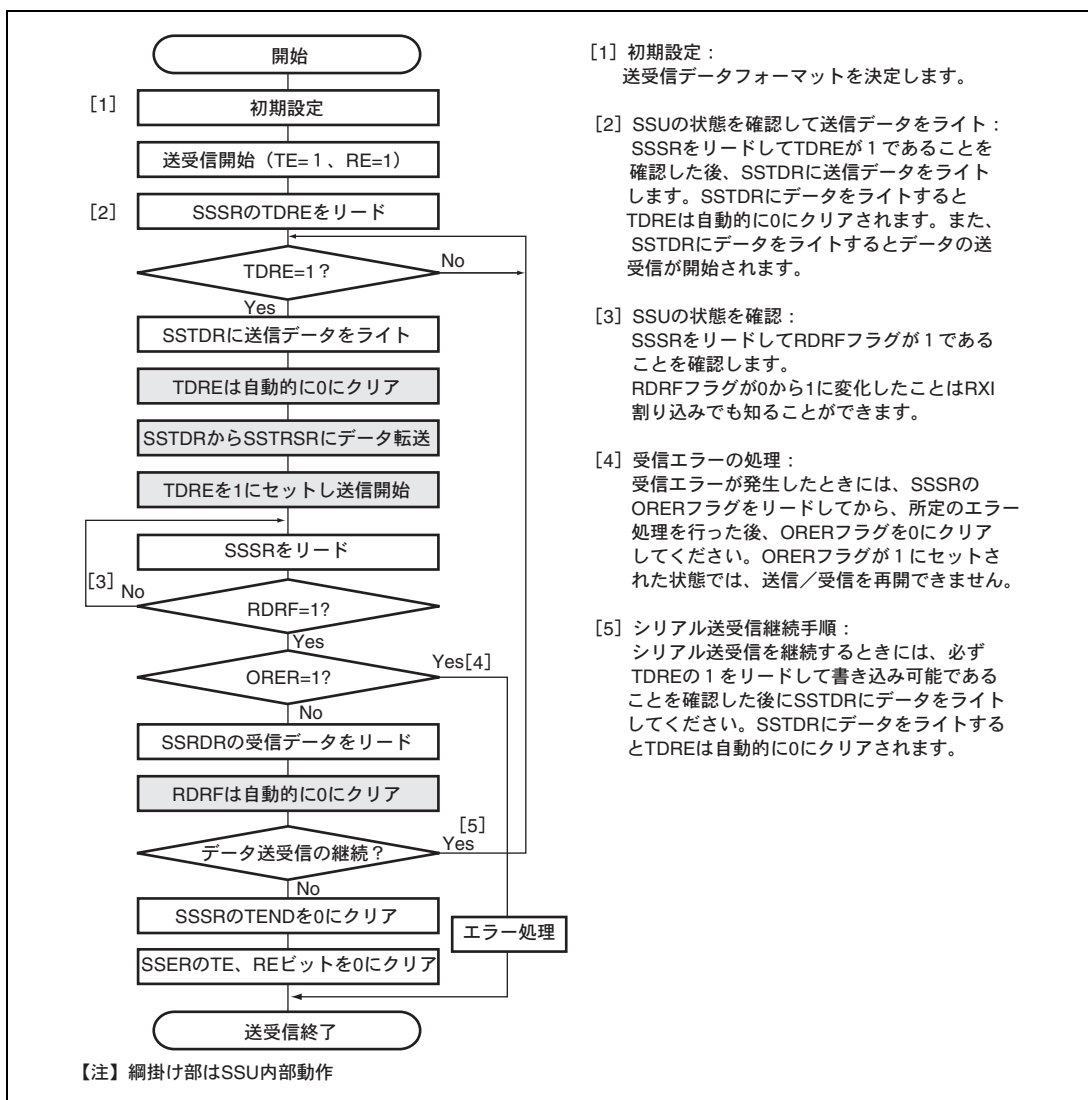 開始
[1]
初期設定
送受信開始（TE=１、RE=1）
[2]
SSSRのTDREをリード
TDRE=1？
No
Yes
SSTDRに送信データをライト
TDREは自動的に0にクリア
SSTDRからSSTRSRにデータ転送
TDREを1にセットし送信開始
SSSRをリード
[3]
No
RDRF=1?
Yes
ORER=1?
Yes[4]
No
SSRDRの受信データをリード
RDRFは自動的に0にクリア
[5]
データ送受信の継続？
Yes
No
SSSRのTENDを0にクリア
エラー処理
SSERのTE、REビットを0にクリア
送受信終了
【注】網掛け部はSSU内部動作
[1] 初期設定：
送受信データフォーマットを決定します。
[2] SSUの状態を確認して送信データをライト：
SSSRをリードしてTDREが１であることを
確認した後、SSTDRに送信データをライト
します。SSTDRにデータをライトすると
TDREは自動的に0にクリアされます。また、
SSTDRにデータをライトするとデータの送
受信が開始されます。
[3] SSUの状態を確認：
SSSRをリードしてRDRFフラグが１である
ことを確認します。
RDRFフラグが0から1に変化したことはRXI
割り込みでも知ることができます。
[4] 受信エラーの処理：
受信エラーが発生したときには、SSSRの
ORERフラグをリードしてから、所定のエラー
処理を行った後、ORERフラグを0にクリア
してください。ORERフラグが１にセットさ
れた状態では、送信／受信を再開できません。
[5] シリアル送受信継続手順：
シリアル送受信を継続するときには、必ず
TDREの１をリードして書き込み可能である
ことを確認した後にSSTDRにデータをライト
してください。SSTDRにデータをライトする
とTDREは自動的に0にクリアされます。